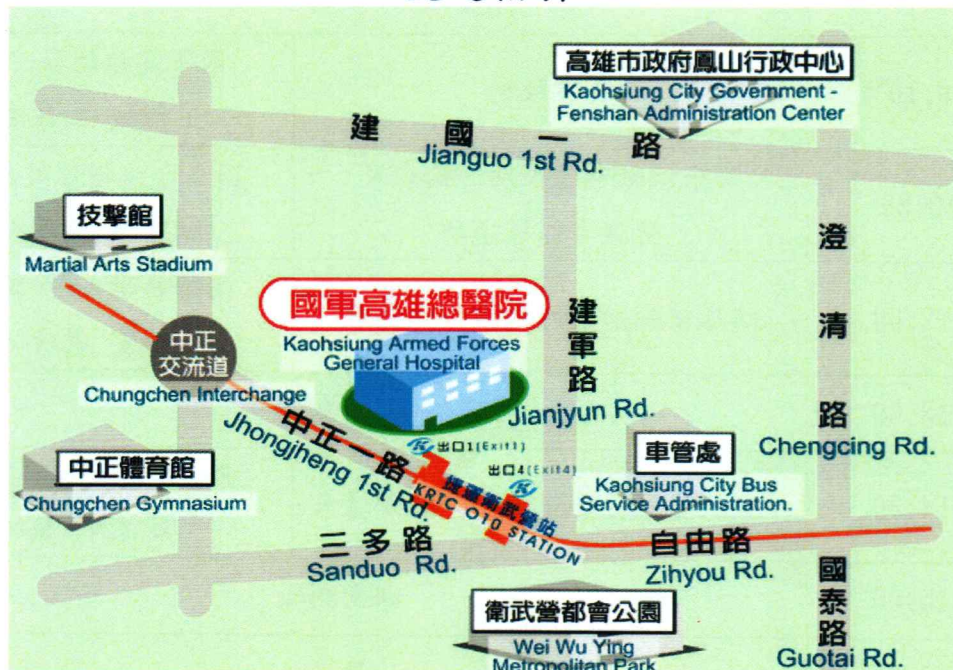 高雄市政府鳳山行政中心
Kaohsiung City Government -
Fenshan Administration Center
建國一路
Jianguo 1st Rd.
技擊館
Martial Arts Stadium
澄清路
Chengcing Rd.
國軍高雄總醫院
Kaohsiung Armed Forces
General Hospital
建軍路
Jianjyun Rd.
中正
交流道
Chungchen Interchange
中正一路
Jhongjheng 1st Rd.
出口1(Exit1)
出口4(Exit4)
捷運衛武營站
KRTC O10 STATION
車管處
Kaohsiung City Bus
Service Administration.
中正體育館
Chungchen Gymnasium
三多路
Sanduo Rd.
自由路
Zihyou Rd.
衛武營都會公園
Wei Wu Ying
Metropolitan Park
國泰路
Guotai Rd.